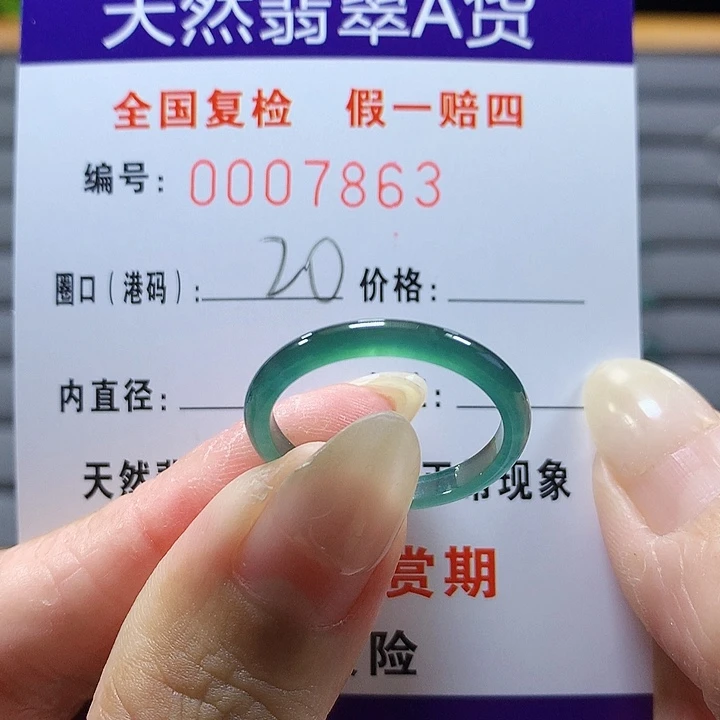 天然翡翠A货
全国复检 假一赔四
编号: 0007863
圈口(港码): 20 价格:
内直径: :
天然 现象
赏期
险